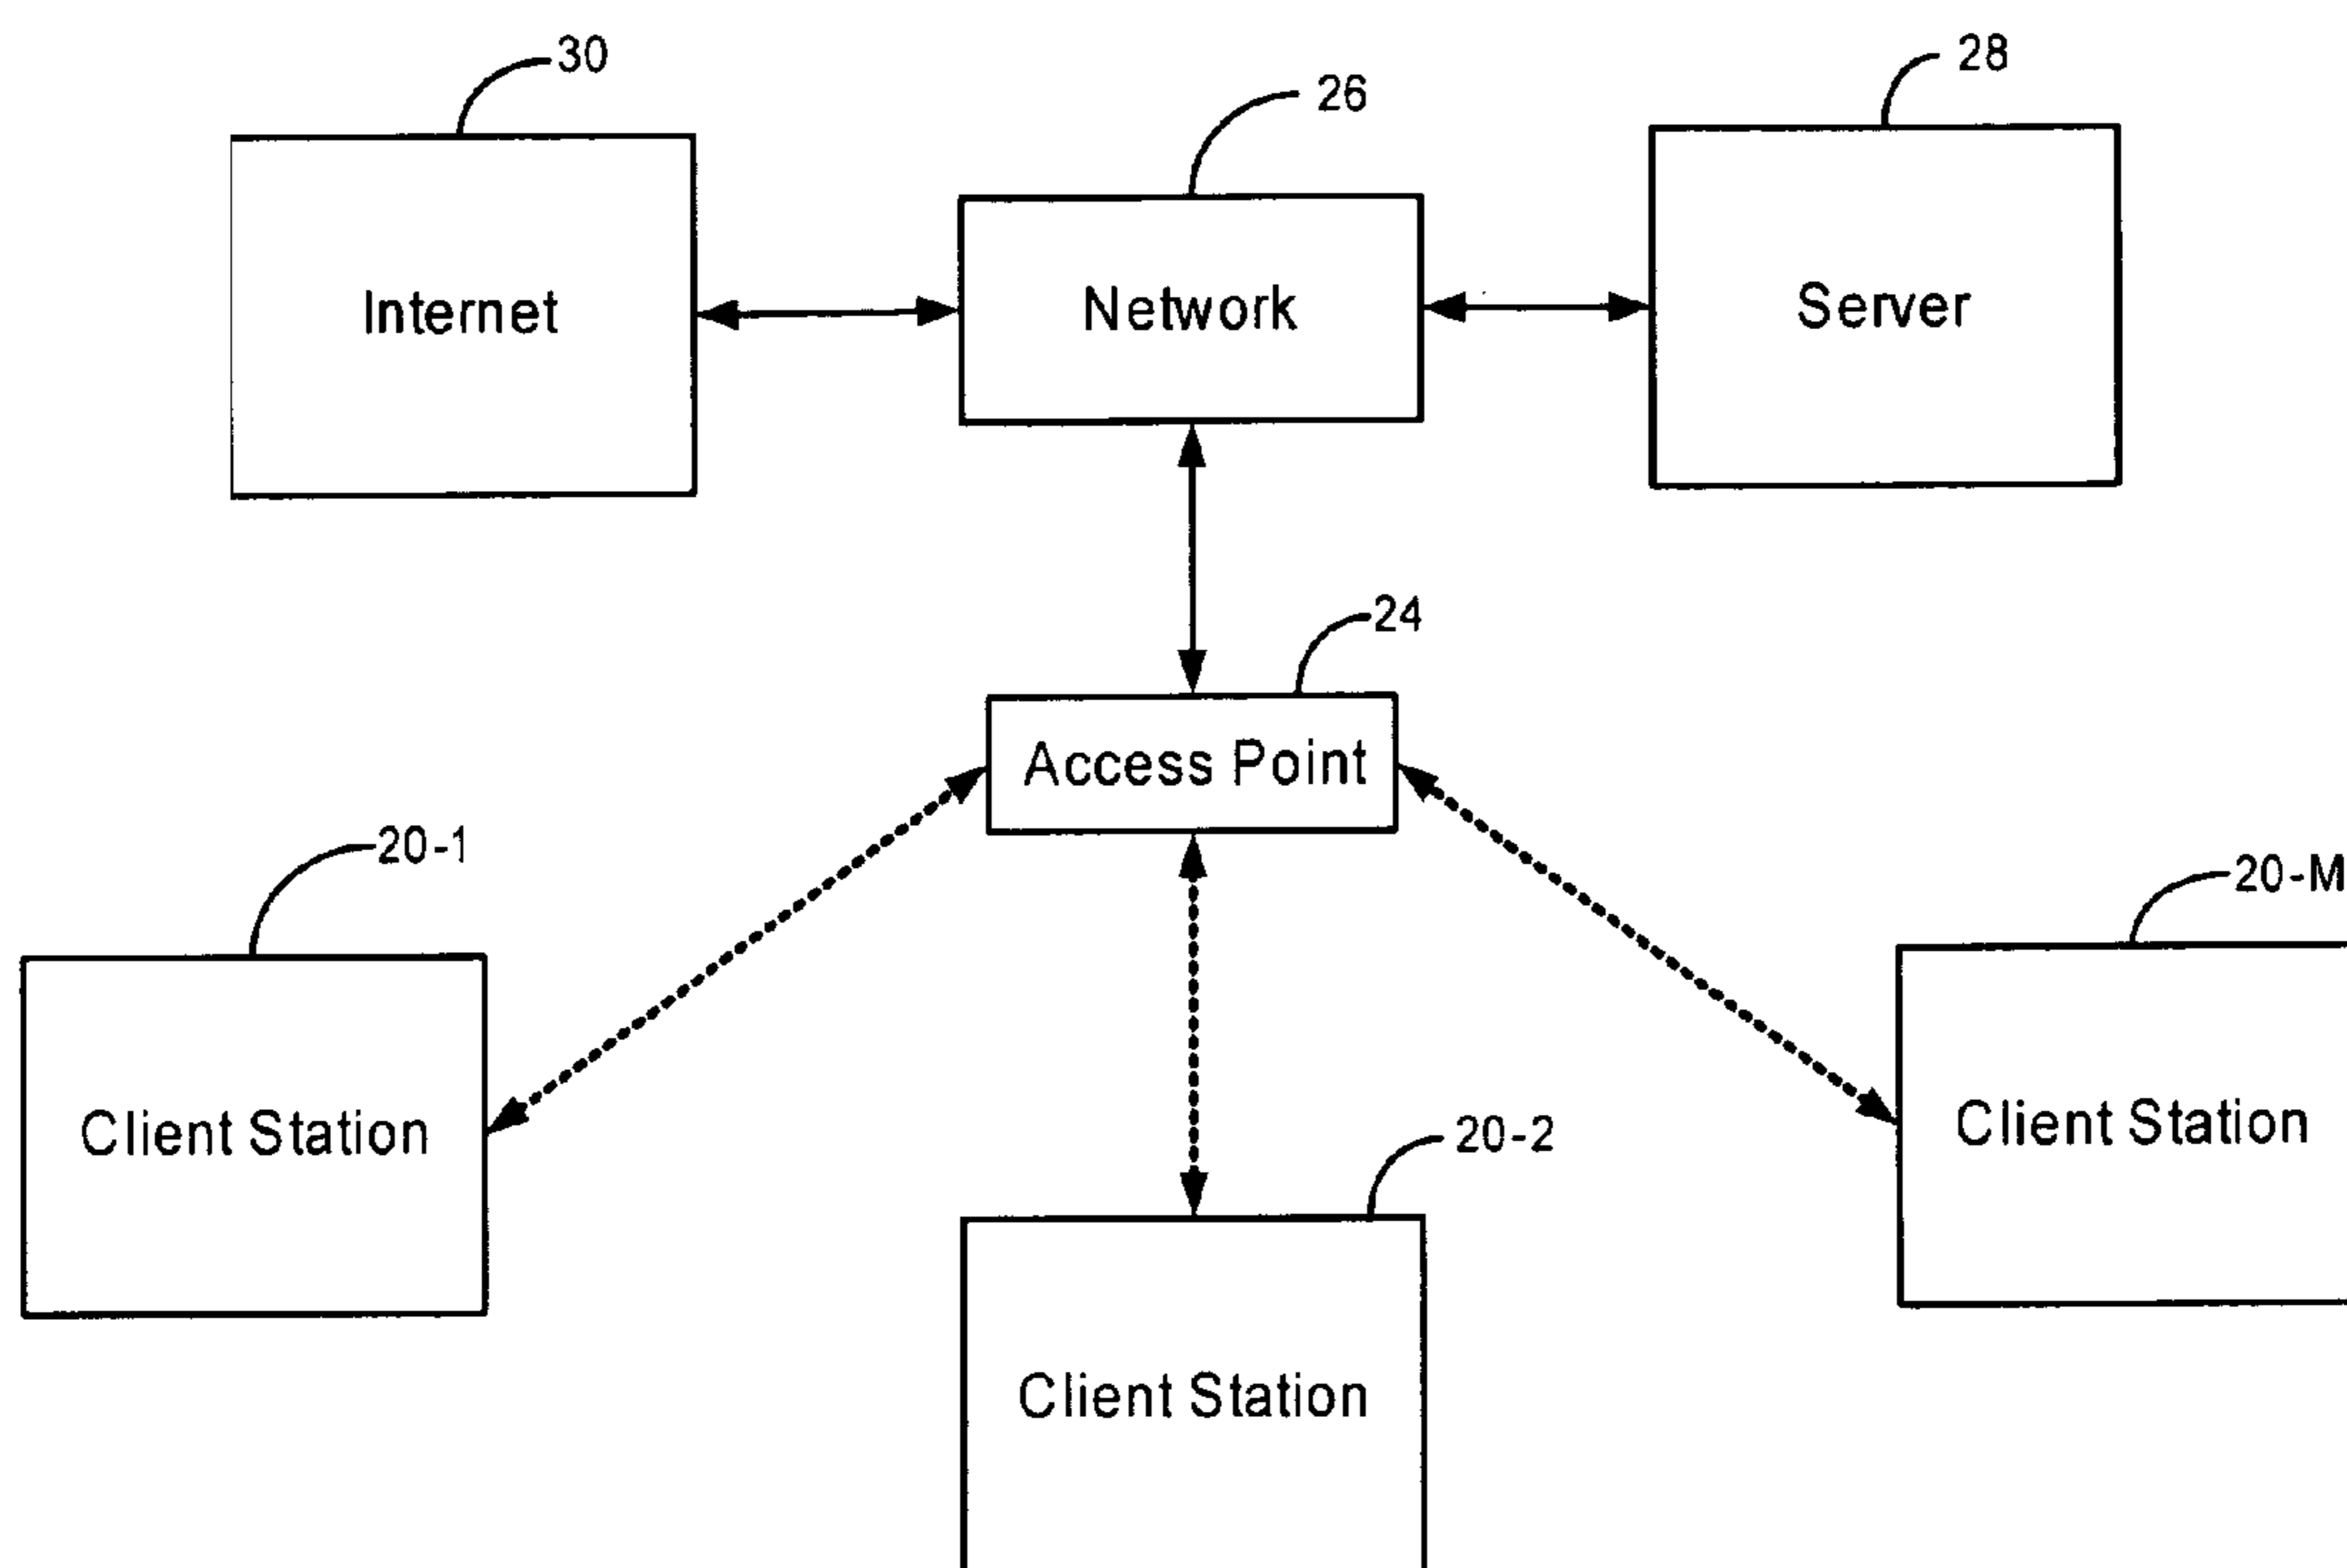 30
26
28
Internet
Network
Server
24
Access Point
20-1
20-M
Client Station
20-2
Client Station
Client Station